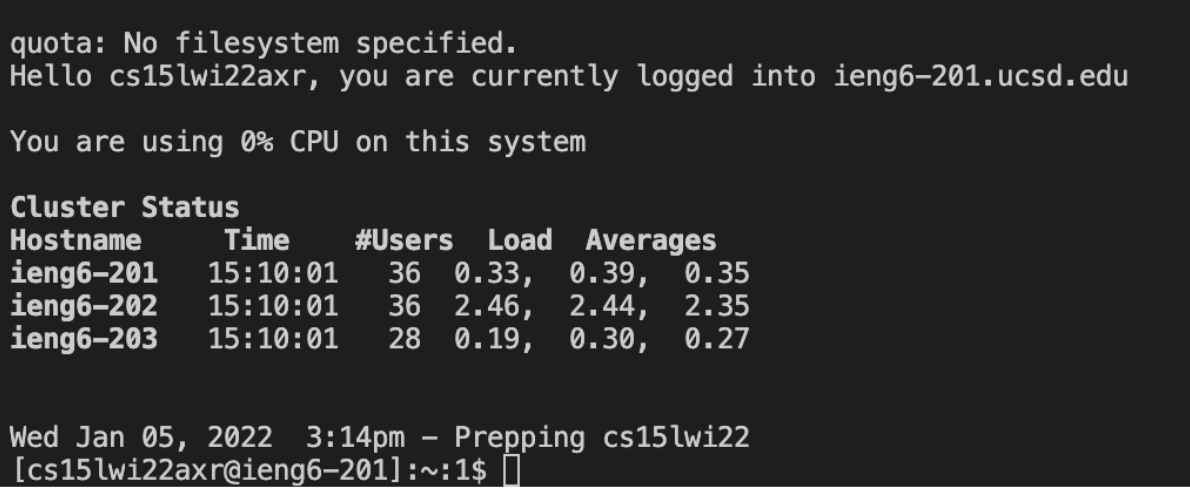 quota: No filesystem specified.
Hello cs15lwi22axr, you are currently logged into ieng6-201.ucsd.edu
You are using 0% CPU on this system
Cluster Status
Hostname     Time    #Users  Load  Averages
ieng6-201   15:10:01   36  0.33,  0.39,  0.35
ieng6-202   15:10:01   36  2.46,  2.44,  2.35
ieng6-203   15:10:01   28  0.19,  0.30,  0.27
Wed Jan 05, 2022  3:14pm - Prepping cs15lwi22
[cs15lwi22axr@ieng6-201]:~:1$